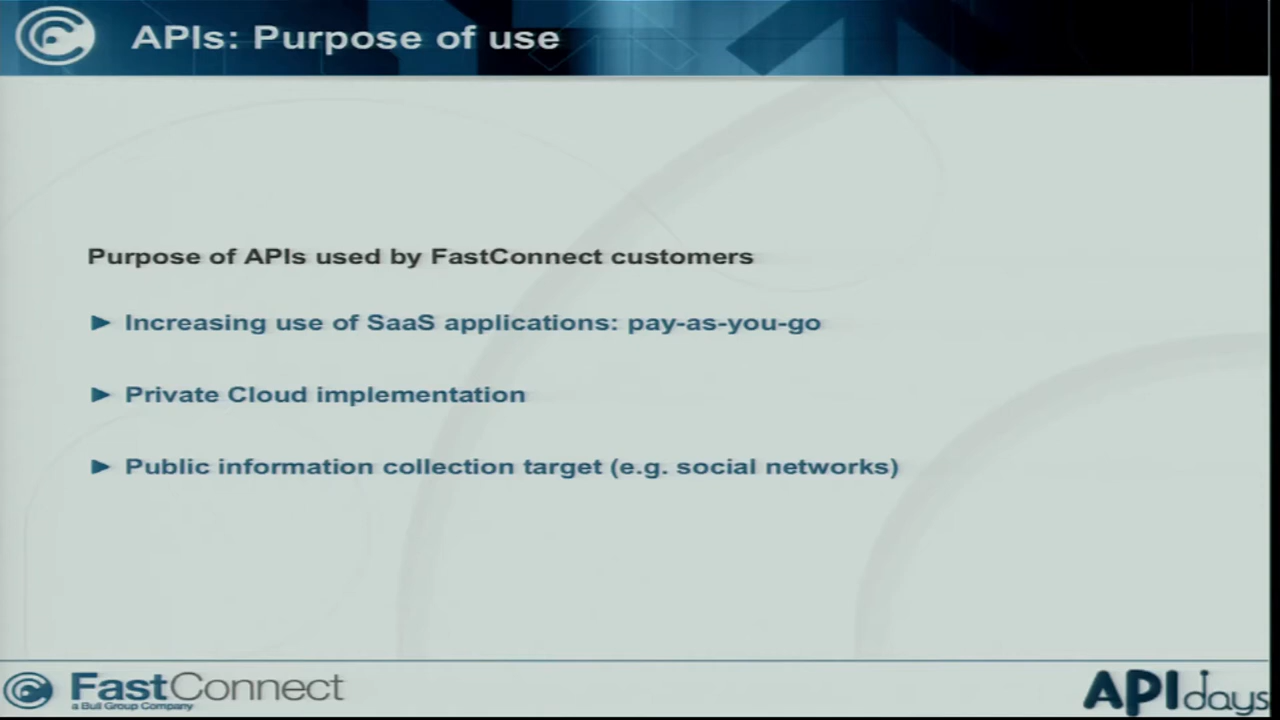 APIs: Purpose of use
Purpose of APIs used by FastConnect customers
► Increasing use of SaaS applications: pay-as-you-go
► Private Cloud implementation
► Public information collection target (e.g. social networks)
FastConnect
a Bull Group Company
APIdays